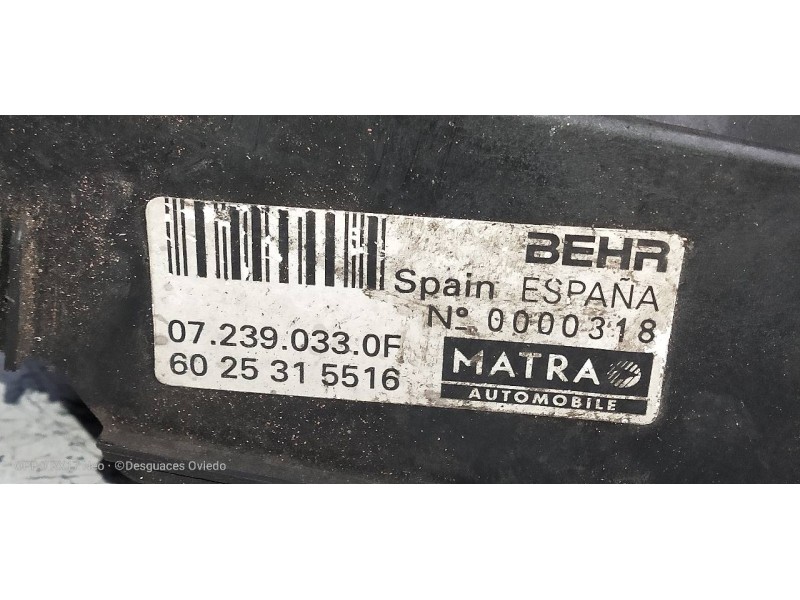 BEHR
Spain ESPAÑA
Nº 0000318
07.239.033.0F
60 25 31 5516
MATRA
AUTOMOBiLE
©Desguaces Oviedo